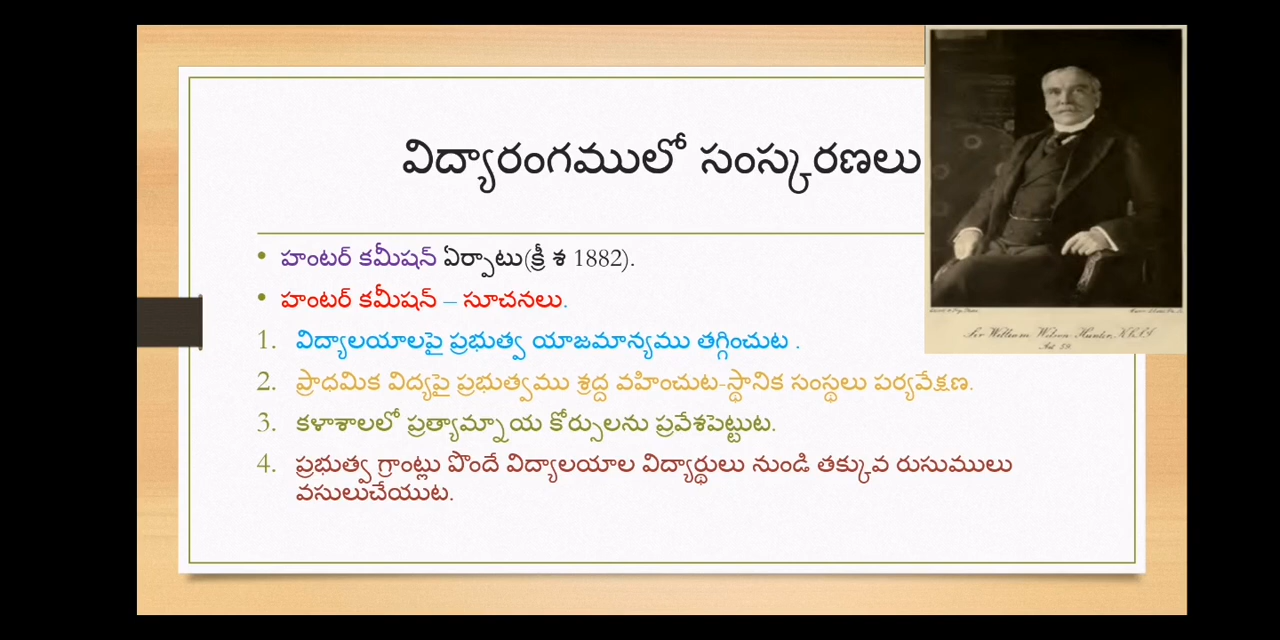 విద్యారంగములో సంస్కరణలు
• హంటర్ కమీషన్ ఏర్పాటు(క్రీ శ 1882).
• హంటర్ కమీషన్ – సూచనలు.
1. విద్యాలయాలపై ప్రభుత్వ యాజమాన్యము తగ్గించుట .
2. ప్రాధమిక విద్యపై ప్రభుత్వము శ్రద్ద వహించుట-స్థానిక సంస్థలు పర్యవేక్షణ.
3. కళాశాలలో ప్రత్యామ్నాయ కోర్సులను ప్రవేశపెట్టుట.
4. ప్రభుత్వ గ్రాంట్లు పొందే విద్యాలయాల విద్యార్థులు నుండి తక్కువ రుసుములు
వసులుచేయుట.
Sir William Wilson Hunter, K.C.S.I